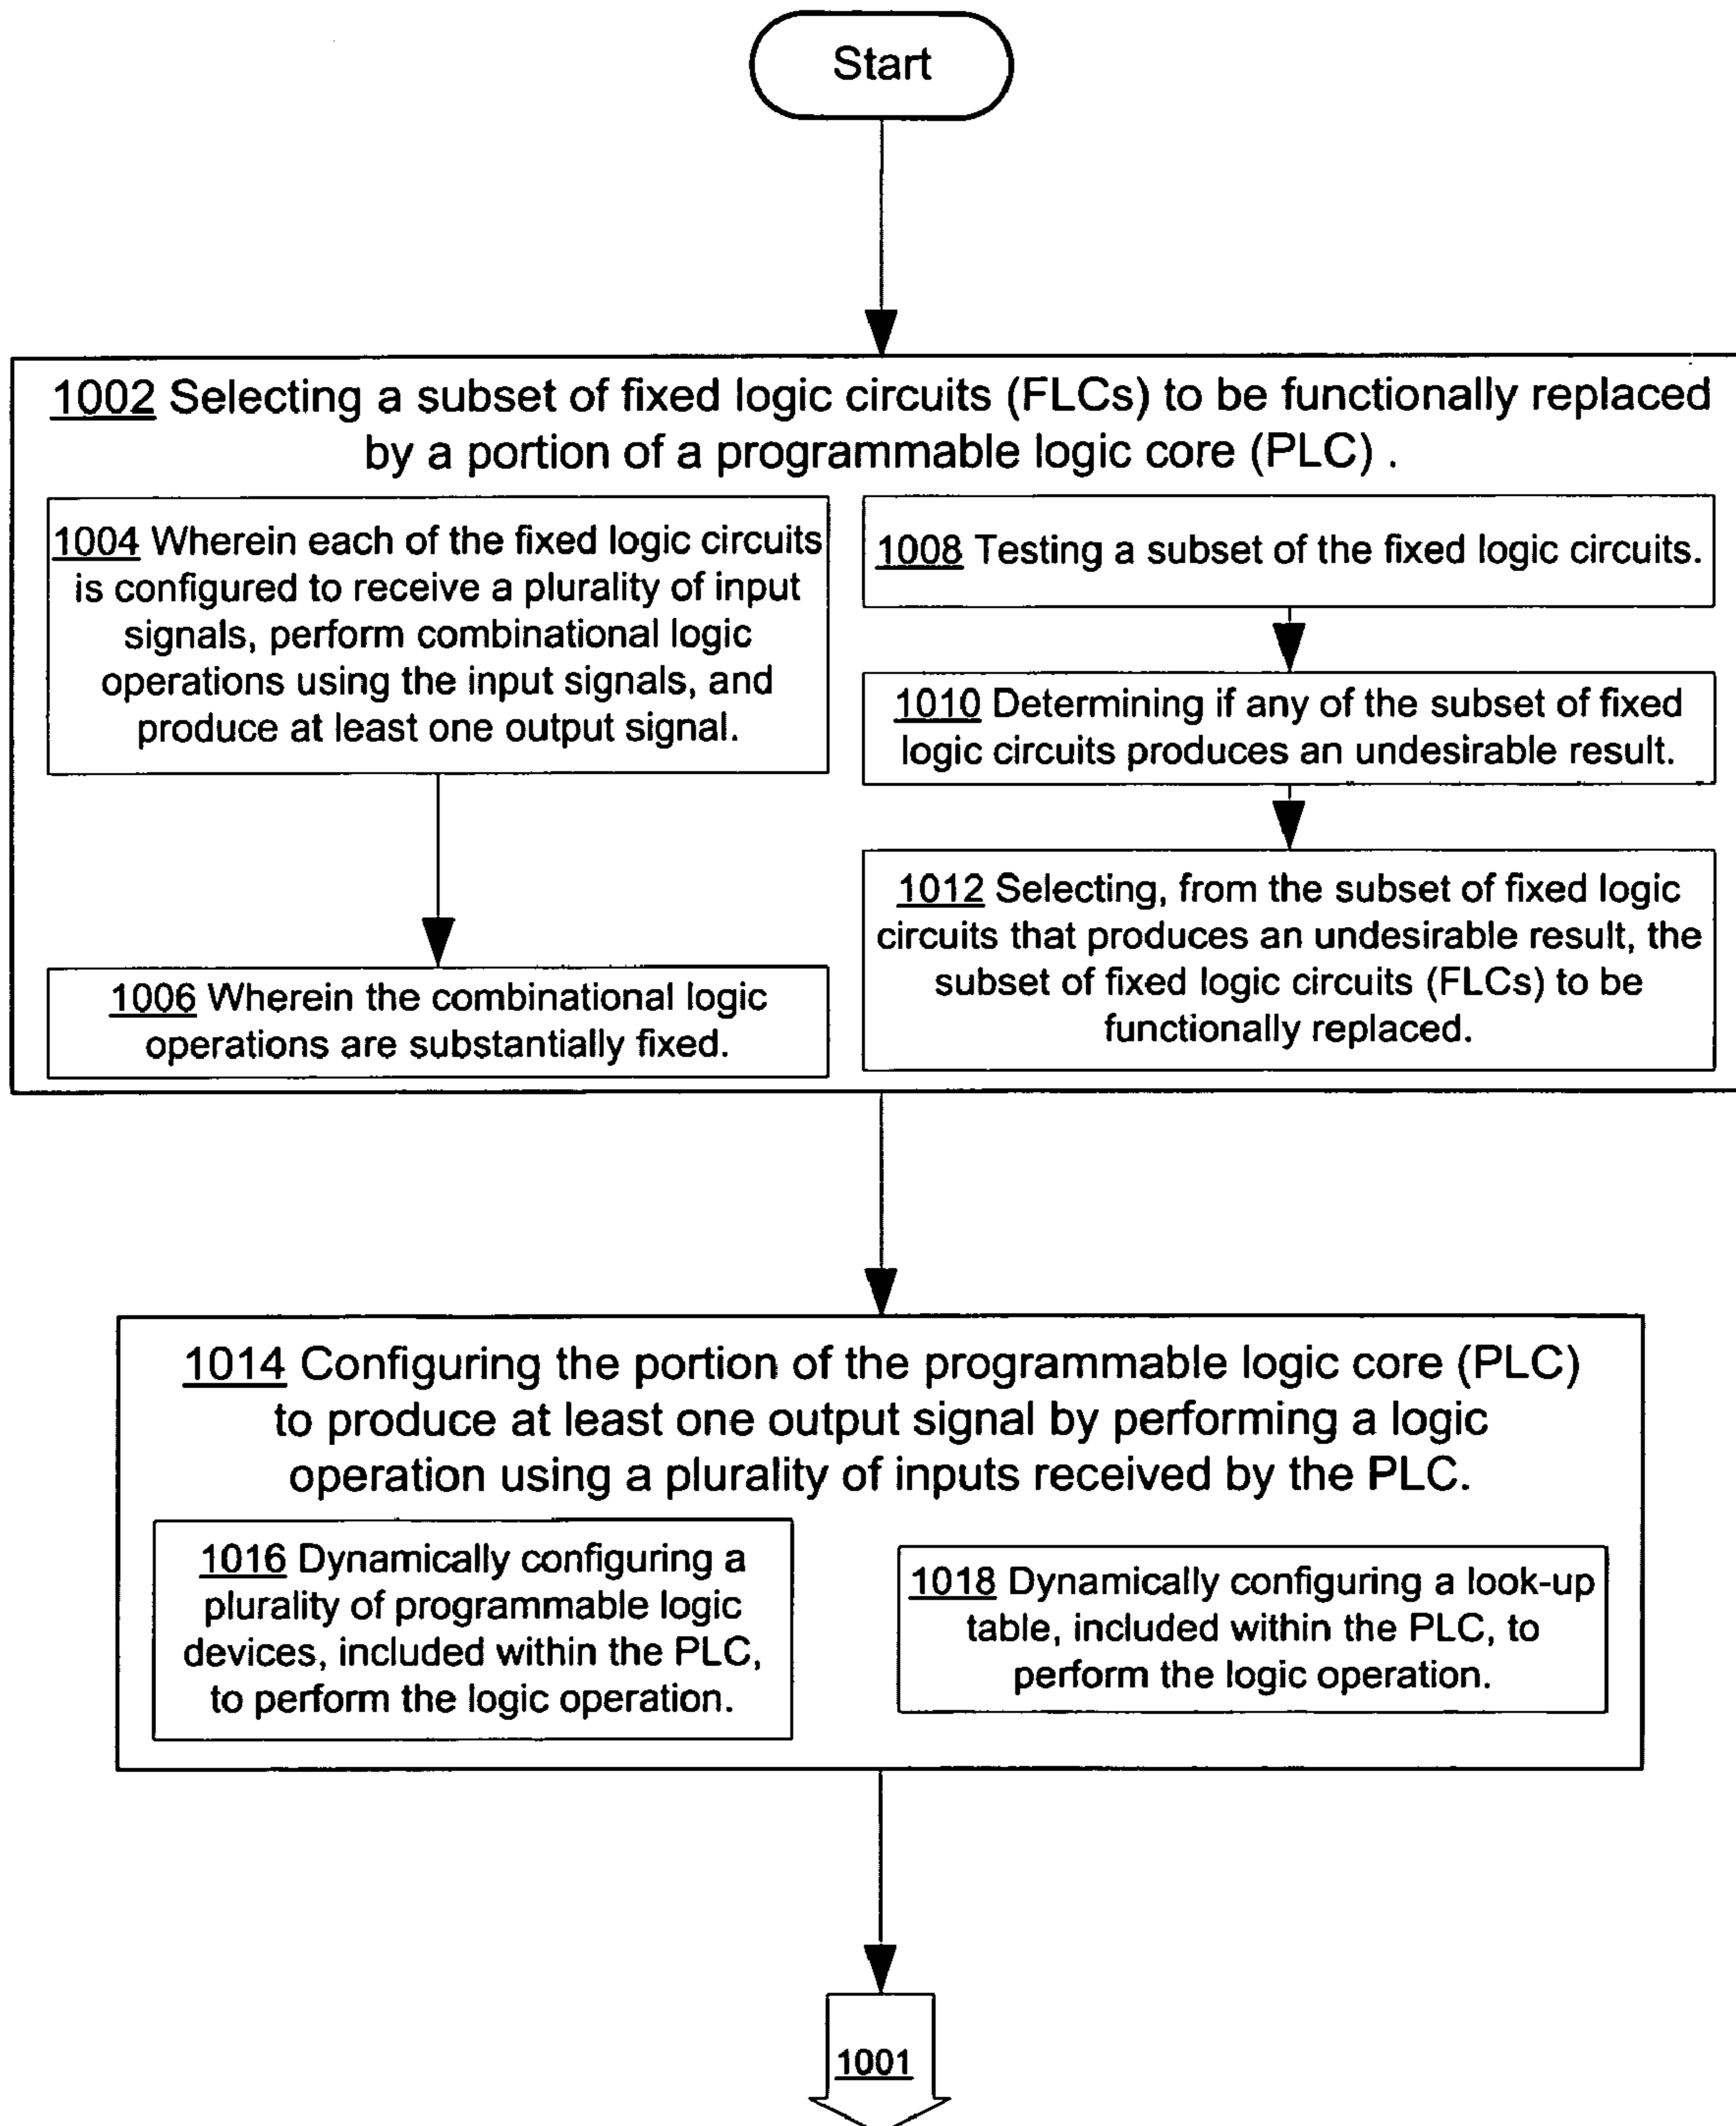 Start
1002 Selecting a subset of fixed logic circuits (FLCs) to be functionally replaced
by a portion of a programmable logic core (PLC) .
1004 Wherein each of the fixed logic circuits
is configured to receive a plurality of input
signals, perform combinational logic
operations using the input signals, and
produce at least one output signal.
1006 Wherein the combinational logic
operations are substantially fixed.
1008 Testing a subset of the fixed logic circuits.
1010 Determining if any of the subset of fixed
logic circuits produces an undesirable result.
1012 Selecting, from the subset of fixed logic
circuits that produces an undesirable result, the
subset of fixed logic circuits (FLCs) to be
functionally replaced.
1014 Configuring the portion of the programmable logic core (PLC)
to produce at least one output signal by performing a logic
operation using a plurality of inputs received by the PLC.
1016 Dynamically configuring a
plurality of programmable logic
devices, included within the PLC,
to perform the logic operation.
1018 Dynamically configuring a look-up
table, included within the PLC, to
perform the logic operation.
1001